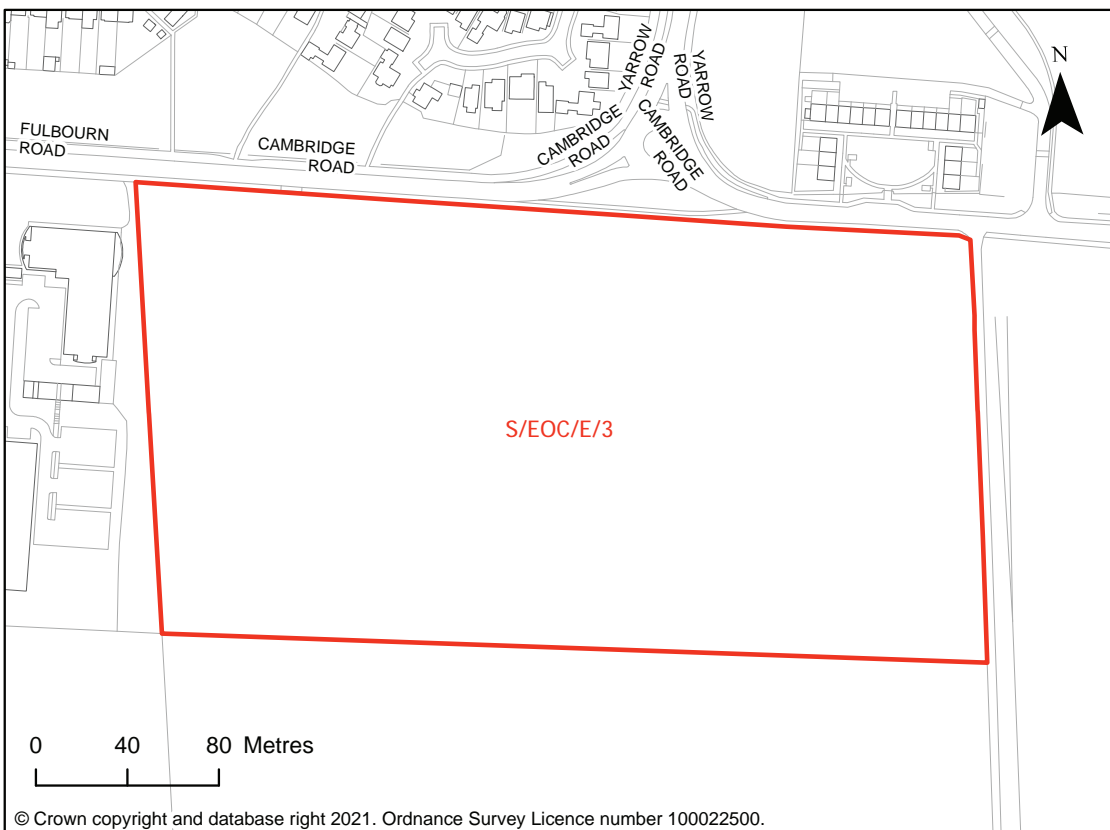 YARROW
ROAD
YARROW
ROAD
N
FULBOURN
ROAD
CAMBRIDGE
ROAD
CAMBRIDGE
ROAD
CAMBRIDGE
ROAD
S/EOC/E/3
0 40 80 Metres
© Crown copyright and database right 2021. Ordnance Survey Licence number 100022500.